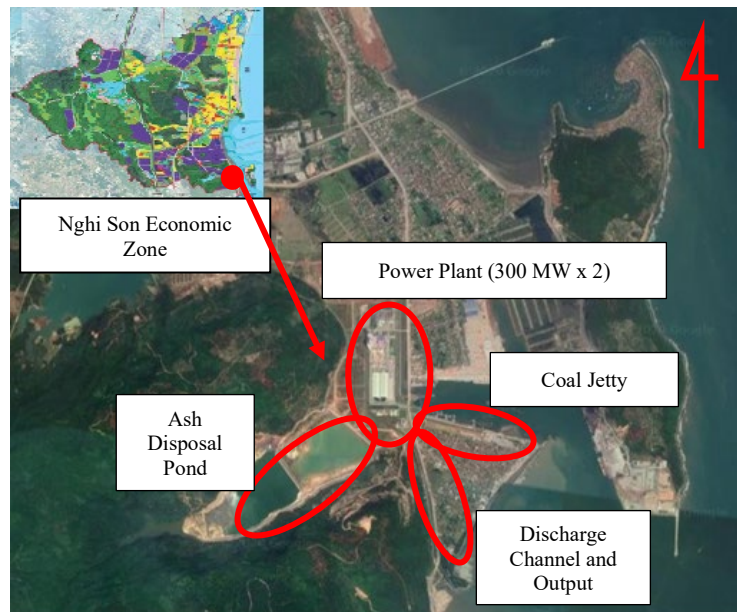 Nghi Son Economic
Zone
Power Plant (300 MW x 2)
Coal Jetty
Ash
Disposal
Pond
Discharge
Channel and
Output